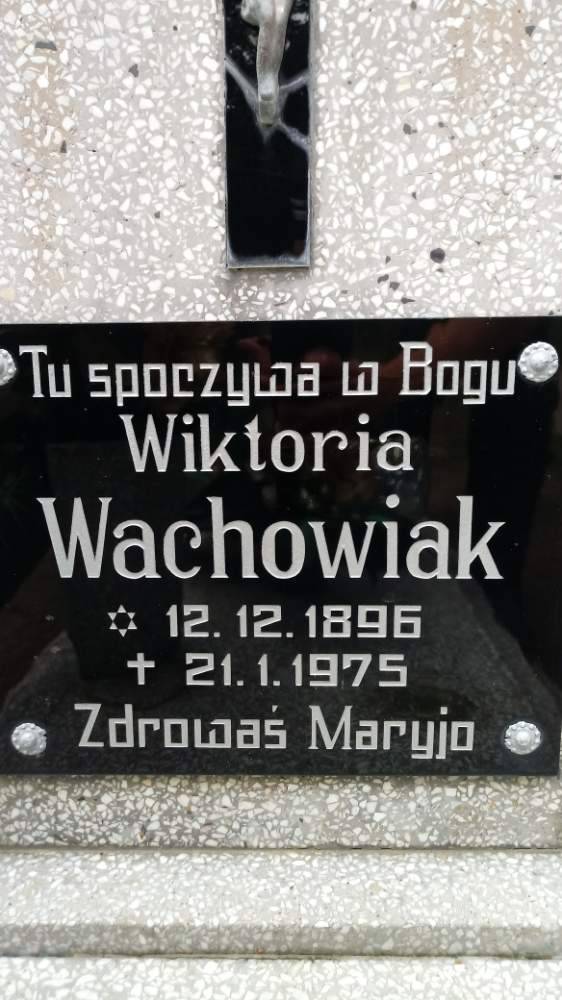 Tu spoczywa w Bogu
Wiktoria
Wachowiak
✡ 12.12.1896
✝ 21.1.1975
Zdrowaś Maryjo